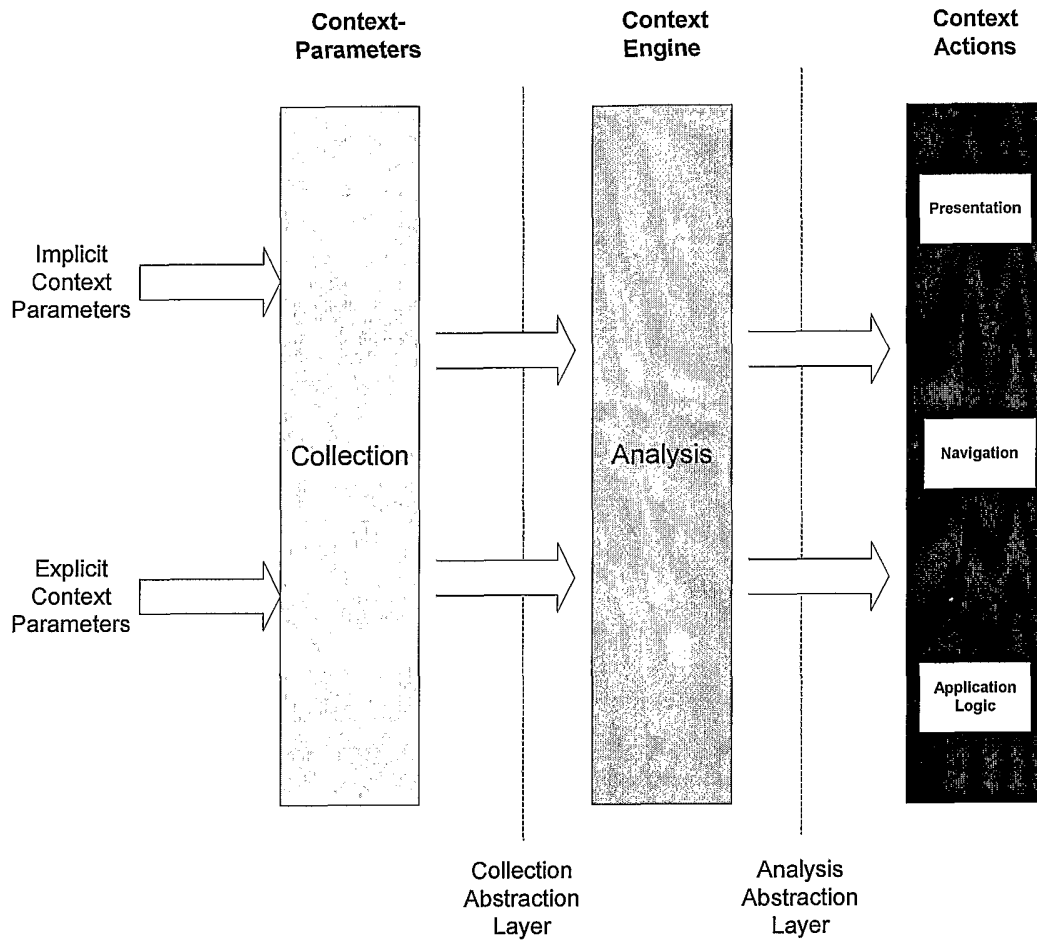 Context-
Parameters
Context
Engine
Context
Actions
Presentation
Implicit
Context
Parameters
Collection
Analysis
Navigation
Explicit
Context
Parameters
Application
Logic
Collection
Abstraction
Layer
Analysis
Abstraction
Layer